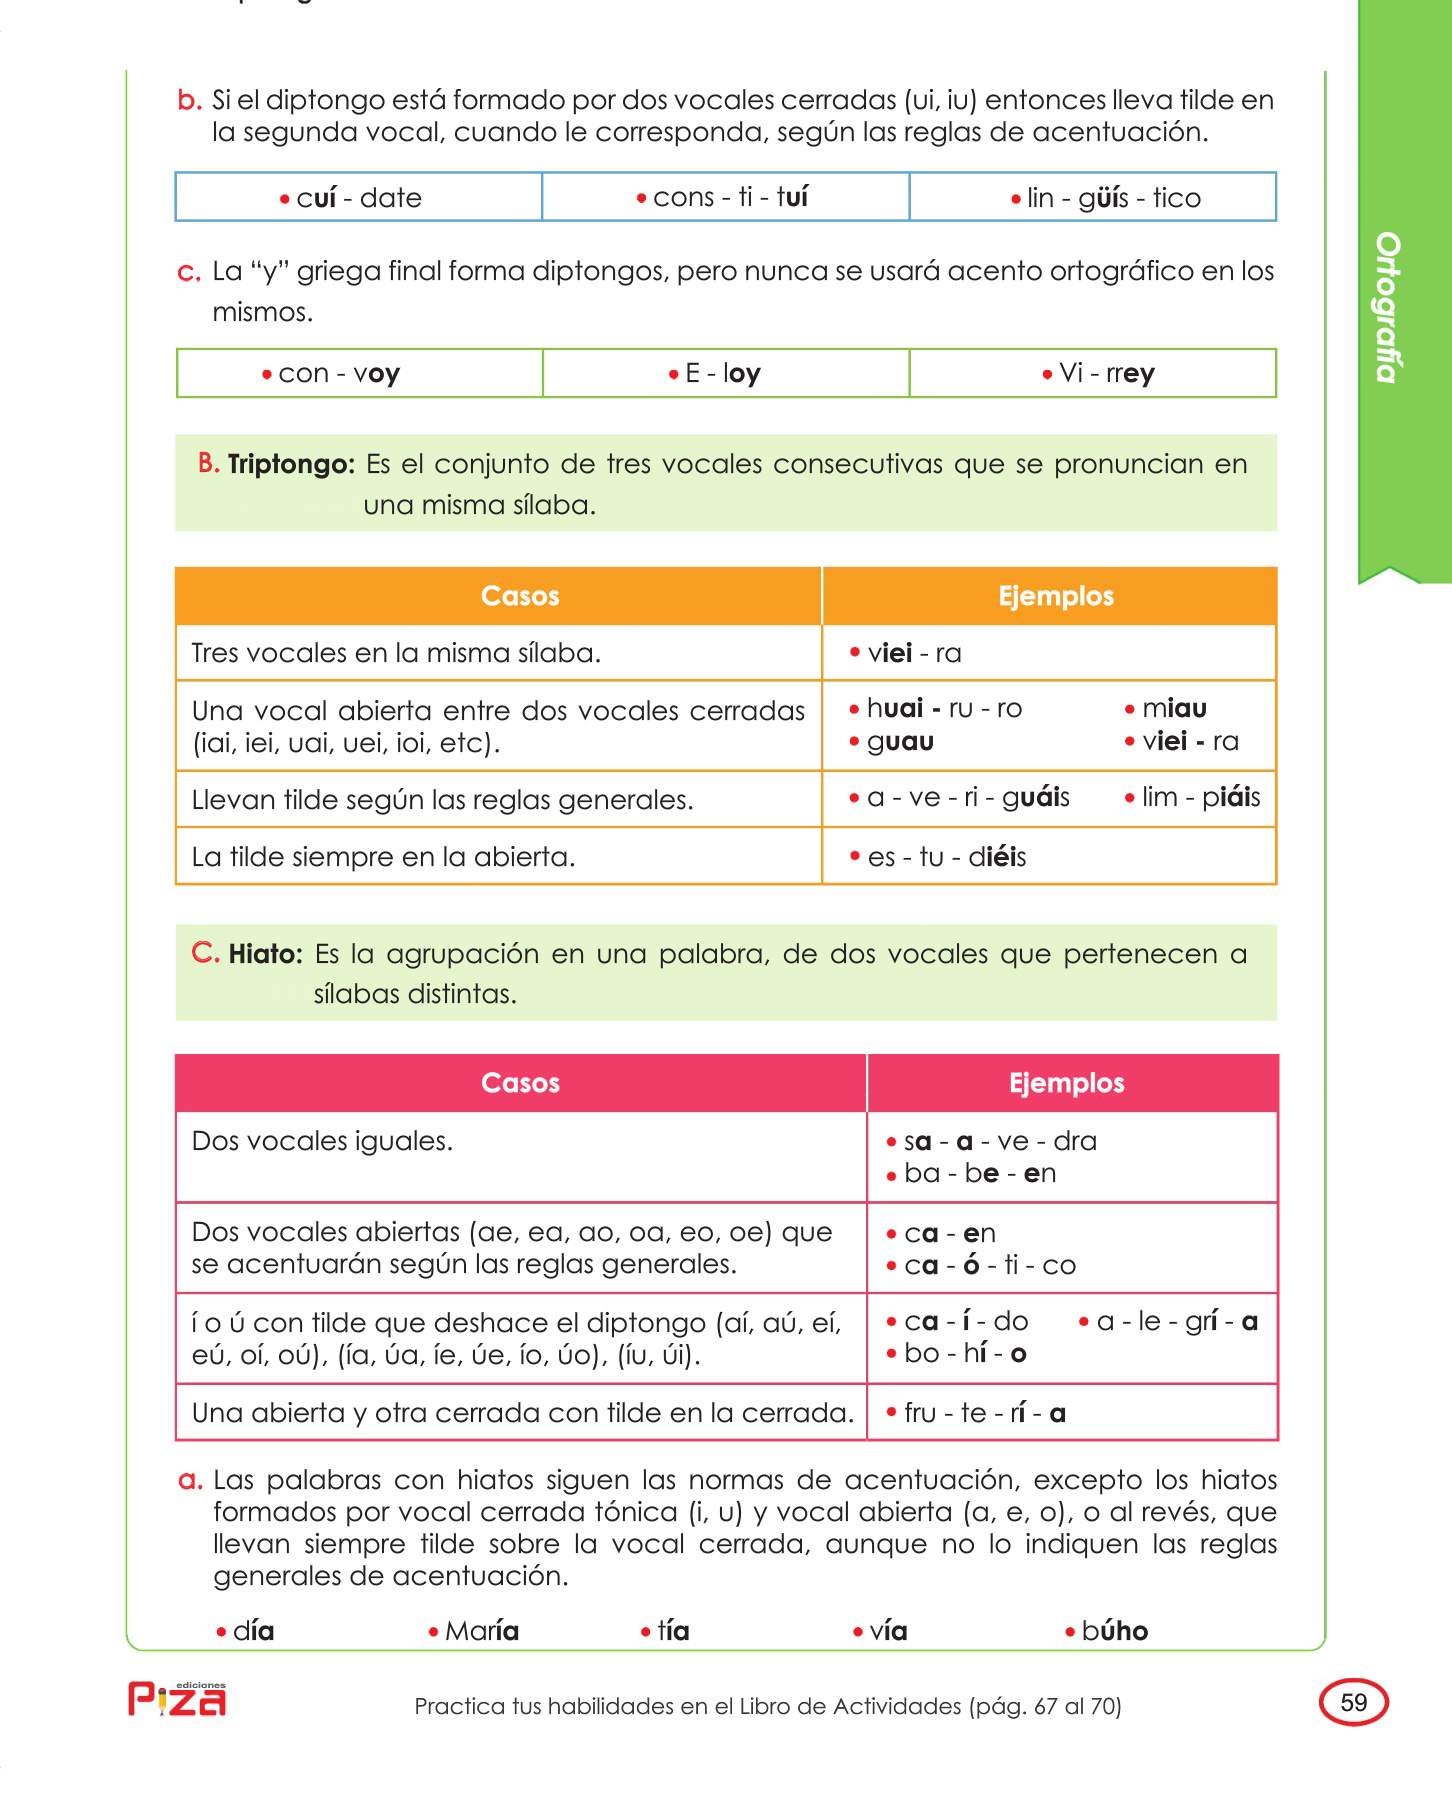 b. Si el diptongo está formado por dos vocales cerradas (ui, iu) entonces lleva tilde en
la segunda vocal, cuando le corresponda, según las reglas de acentuación.
• cuí - date
• cons - ti - tuí
• lin - güís - tico
c. La “y” griega final forma diptongos, pero nunca se usará acento ortográfico en los
mismos.
• con - voy
• E - loy
• Vi - rrey
B. Triptongo: Es el conjunto de tres vocales consecutivas que se pronuncian en
una misma sílaba.
Casos
Ejemplos
Tres vocales en la misma sílaba.
• viei - ra
Una vocal abierta entre dos vocales cerradas
(iai, iei, uai, uei, ioi, etc).
• huai - ru - ro • miau
• guau • viei - ra
Llevan tilde según las reglas generales.
• a - ve - ri - guáis • lim - piáis
La tilde siempre en la abierta.
• es - tu - diéis
C. Hiato: Es la agrupación en una palabra, de dos vocales que pertenecen a
sílabas distintas.
Casos
Ejemplos
Dos vocales iguales.
• sa - a - ve - dra
• ba - be - en
Dos vocales abiertas (ae, ea, ao, oa, eo, oe) que
se acentuarán según las reglas generales.
• ca - en
• ca - ó - ti - co
í o ú con tilde que deshace el diptongo (aí, aú, eí,
eú, oí, oú), (ía, úa, íe, úe, ío, úo), (íu, úi).
• ca - í - do • a - le - grí - a
• bo - hí - o
Una abierta y otra cerrada con tilde en la cerrada.
• fru - te - rí - a
a. Las palabras con hiatos siguen las normas de acentuación, excepto los hiatos
formados por vocal cerrada tónica (i, u) y vocal abierta (a, e, o), o al revés, que
llevan siempre tilde sobre la vocal cerrada, aunque no lo indiquen las reglas
generales de acentuación.
• día • María • tía • vía • búho
Ortografía
ediciones
Piza
Practica tus habilidades en el Libro de Actividades (pág. 67 al 70)
59